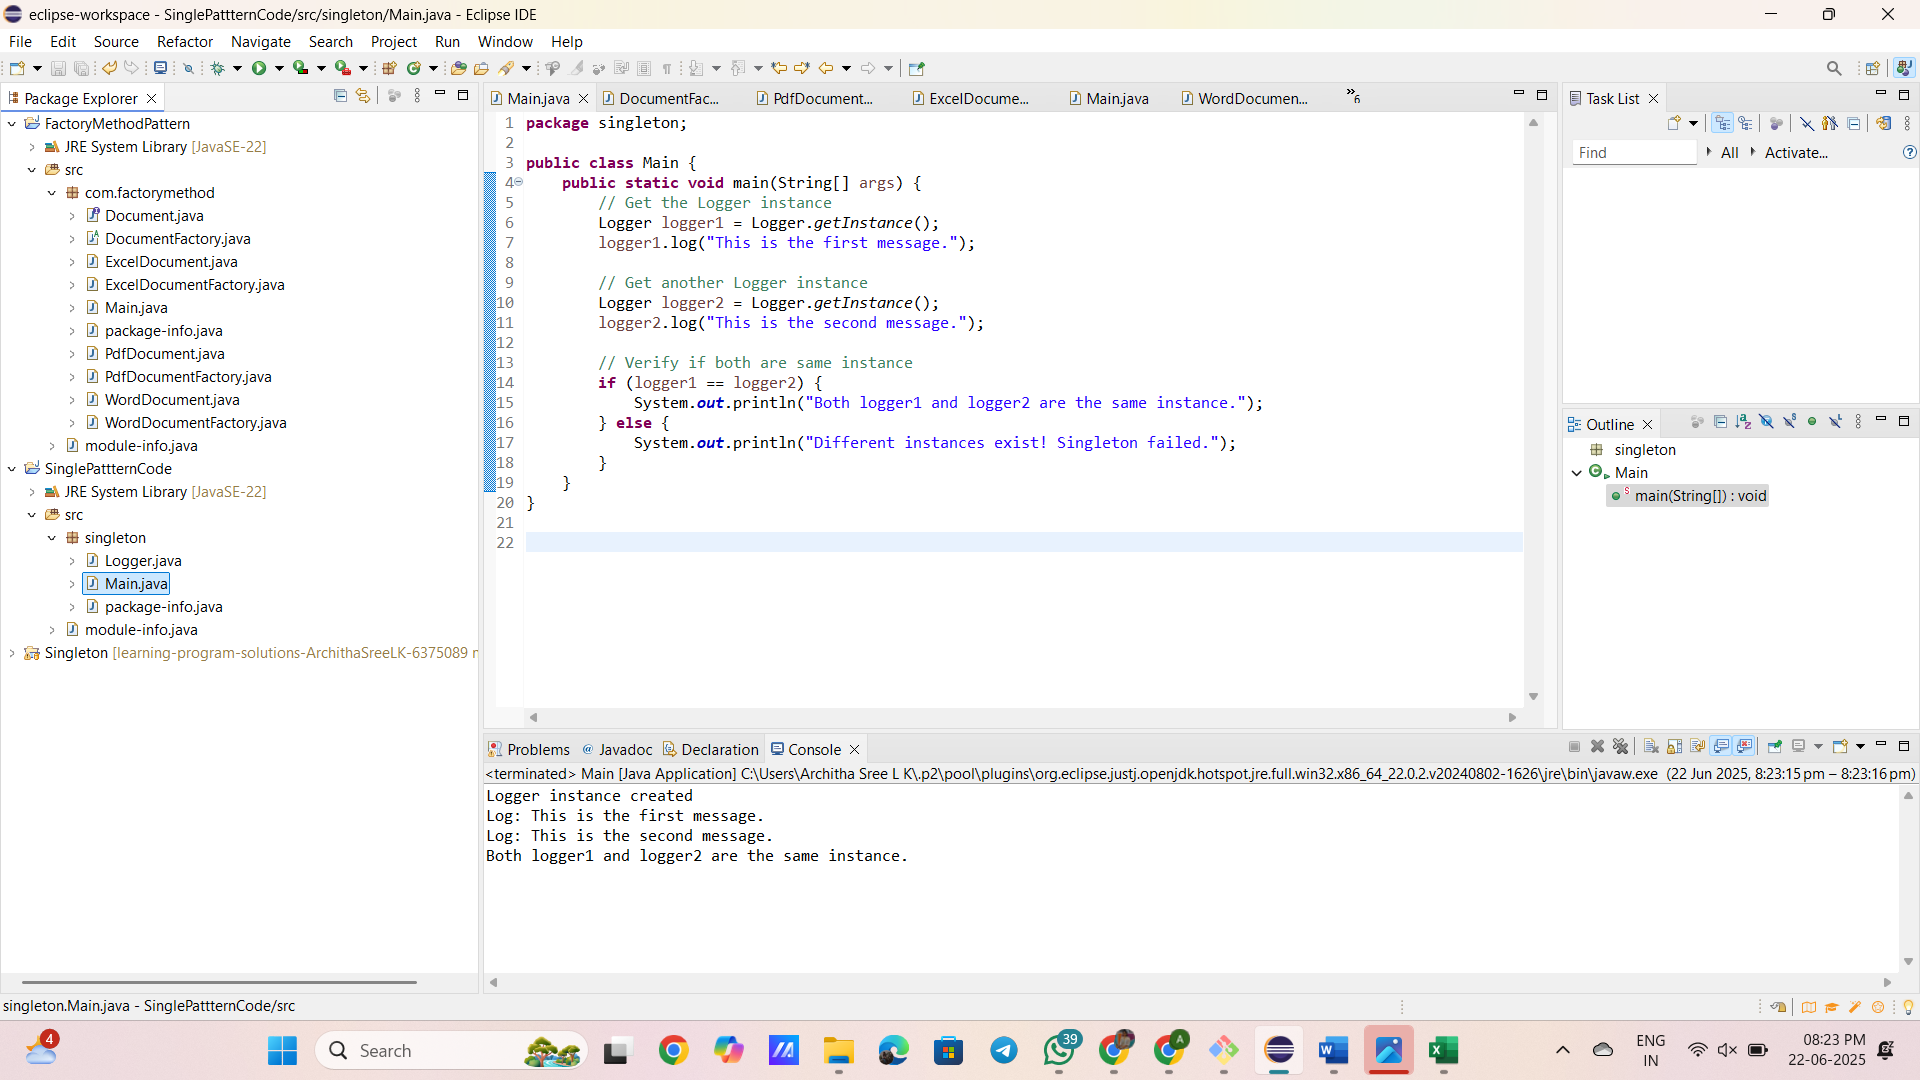 eclipse-workspace - SinglePattternCode/src/singleton/Main.java - Eclipse IDE
File Edit Source Refactor Navigate Search Project Run Window Help
Package Explorer
FactoryMethodPattern
JRE System Library [JavaSE-22]
src
com.factorymethod
Document.java
DocumentFactory.java
ExcelDocument.java
ExcelDocumentFactory.java
Main.java
package-info.java
PdfDocument.java
PdfDocumentFactory.java
WordDocument.java
WordDocumentFactory.java
module-info.java
SinglePattternCode
JRE System Library [JavaSE-22]
src
singleton
Logger.java
Main.java
package-info.java
module-info.java
Singleton [learning-program-solutions-ArchithaSreeLK-6375089
Main.java DocumentFac... PdfDocument... ExcelDocume... Main.java WordDocumen... »6
1 package singleton;
2
3 public class Main {
4 public static void main(String[] args) {
5 // Get the Logger instance
6 Logger logger1 = Logger.getInstance();
7 logger1.log("This is the first message.");
8
9 // Get another Logger instance
10 Logger logger2 = Logger.getInstance();
11 logger2.log("This is the second message.");
12
13 // Verify if both are same instance
14 if (logger1 == logger2) {
15 System.out.println("Both logger1 and logger2 are the same instance.");
16 } else {
17 System.out.println("Different instances exist! Singleton failed.");
18 }
19 }
20 }
21
22
Task List
Find All Activate...
Outline
singleton
Main
main(String[]) : void
Problems Javadoc Declaration Console
<terminated> Main [Java Application] C:\Users\Architha Sree L K\.p2\pool\plugins\org.eclipse.justj.openjdk.hotspot.jre.full.win32.x86_64_22.0.2.v20240802-1626\jre\bin\javaw.exe (22 Jun 2025, 8:23:15 pm – 8:23:16 pm)
Logger instance created
Log: This is the first message.
Log: This is the second message.
Both logger1 and logger2 are the same instance.
singleton.Main.java - SinglePattternCode/src
4
Search
39
A
ENG
IN
08:23 PM
22-06-2025